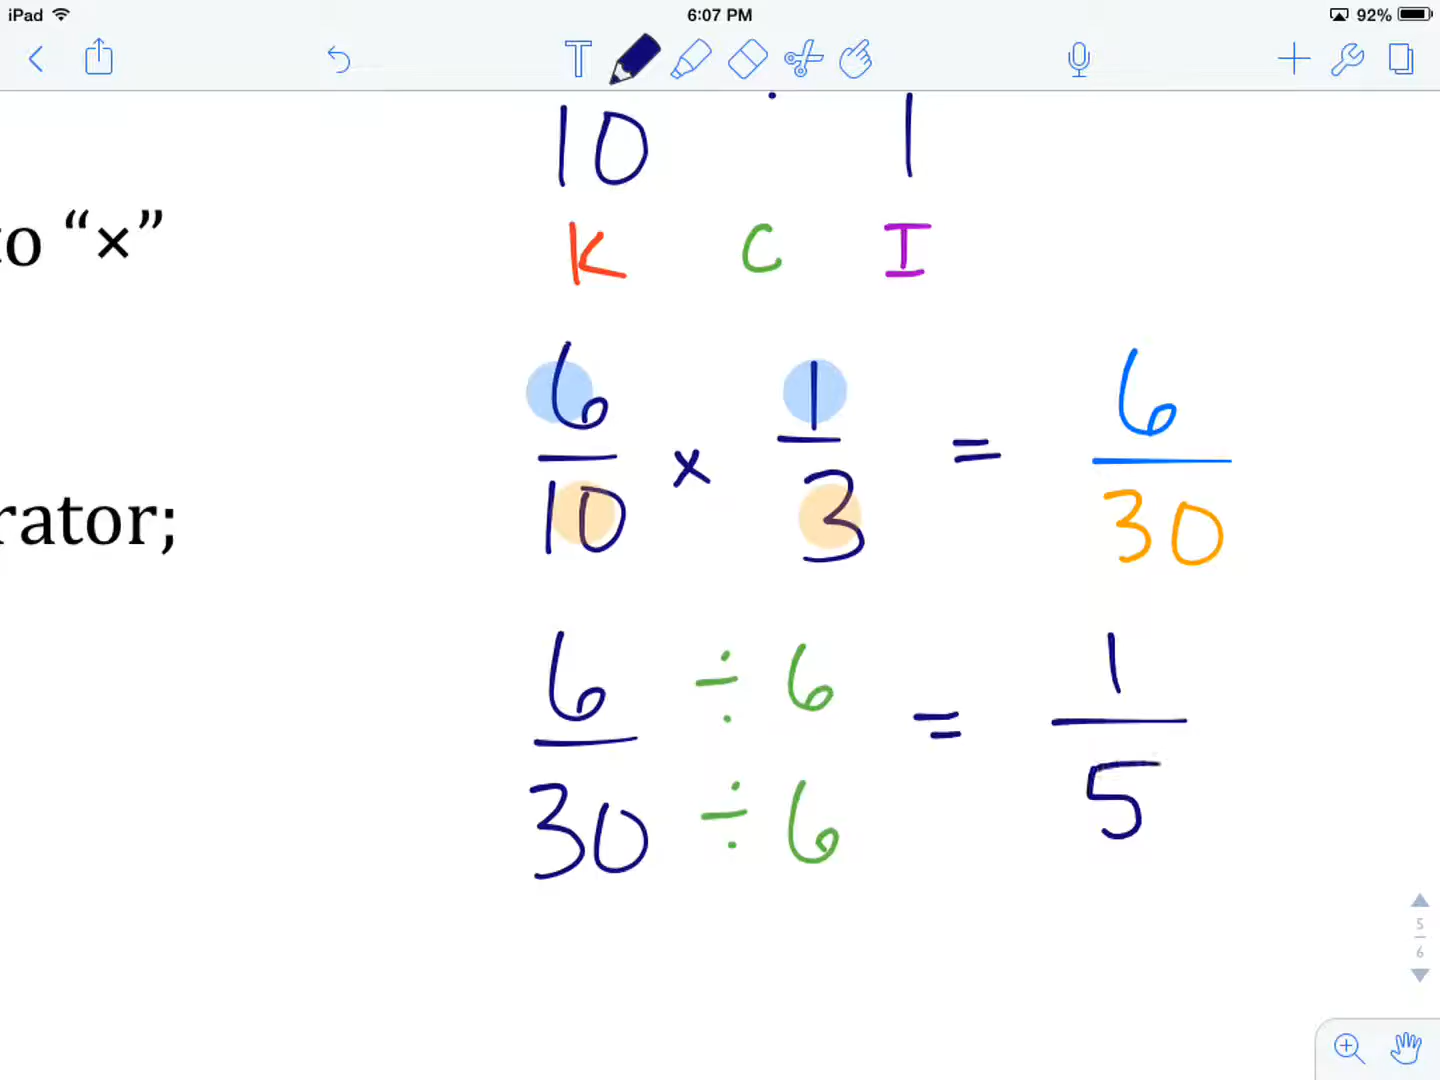 iPad 6:07 PM 92%
T
10 ÷ 1
to “×”
K C I
6/10 × 1/3 = 6/30
rator;
6/30 ÷ 6/÷ 6 = 1/5
5
6